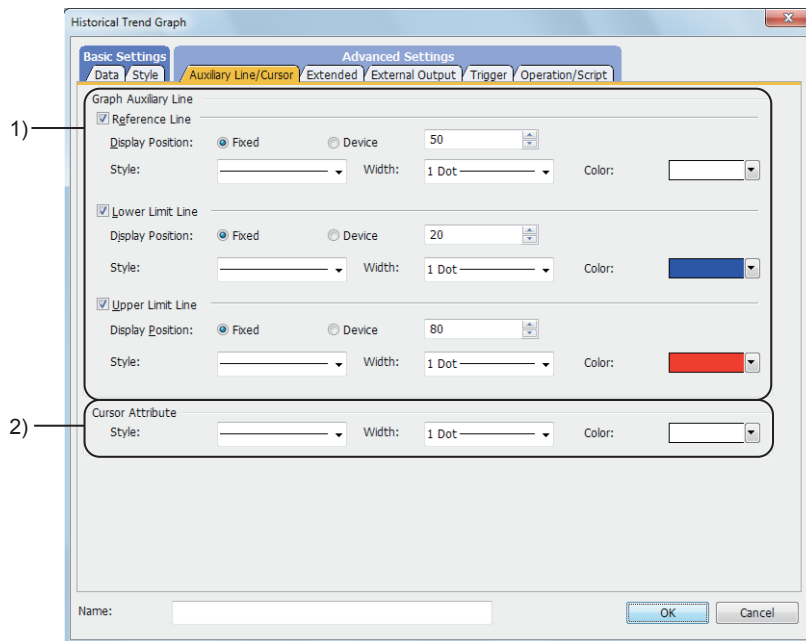 Historical Trend Graph
x
Basic Settings Advanced Settings
Data Style Auxiliary Line/Cursor Extended External Output Trigger Operation/Script
Graph Auxiliary Line
1)
Reference Line
Display Position: Fixed Device 50
Style: Width: 1 Dot Color:
Lower Limit Line
Display Position: Fixed Device 20
Style: Width: 1 Dot Color:
Upper Limit Line
Display Position: Fixed Device 80
Style: Width: 1 Dot Color:
Cursor Attribute
2)
Style: Width: 1 Dot Color:
Name: OK Cancel